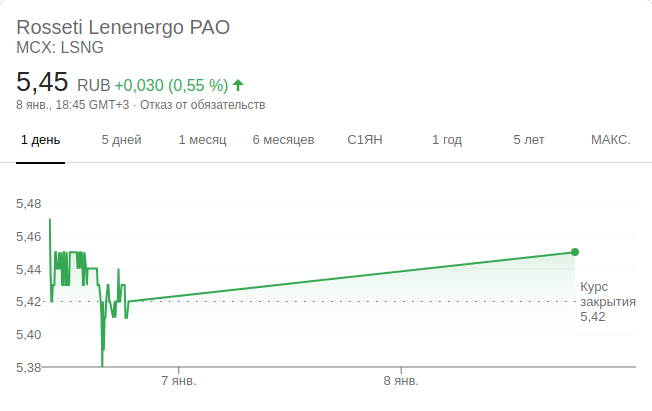 Rosseti Lenenergo PAO
MCX: LSNG
5,45 RUB +0,030 (0,55 %)
8 янв., 18:45 GMT+3 · Отказ от обязательств
1 день 5 дней 1 месяц 6 месяцев С1ЯН 1 год 5 лет МАКС.
5,48
5,46
5,44
5,42
5,40
5,38
Курс
закрытия
5,42
7 янв. 8 янв.